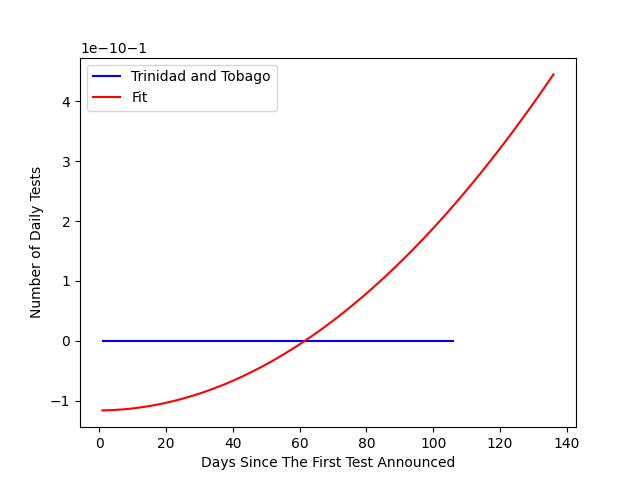 1e−10−1
Trinidad and Tobago
Fit
4
3
2
1
0
−1
Number of Daily Tests
0 20 40 60 80 100 120 140
Days Since The First Test Announced